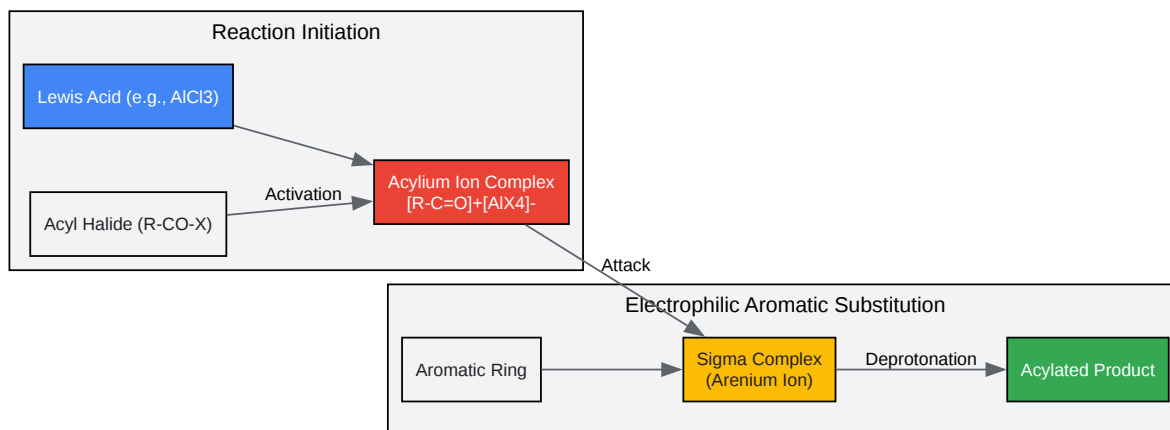 Reaction Initiation
Lewis Acid (e.g., AlCl3)
Acyl Halide (R-CO-X)
Activation
Acylium Ion Complex
[R-C=O]+[AlX4]-
Attack
Electrophilic Aromatic Substitution
Aromatic Ring
Sigma Complex
(Arenium Ion)
Deprotonation
Acylated Product